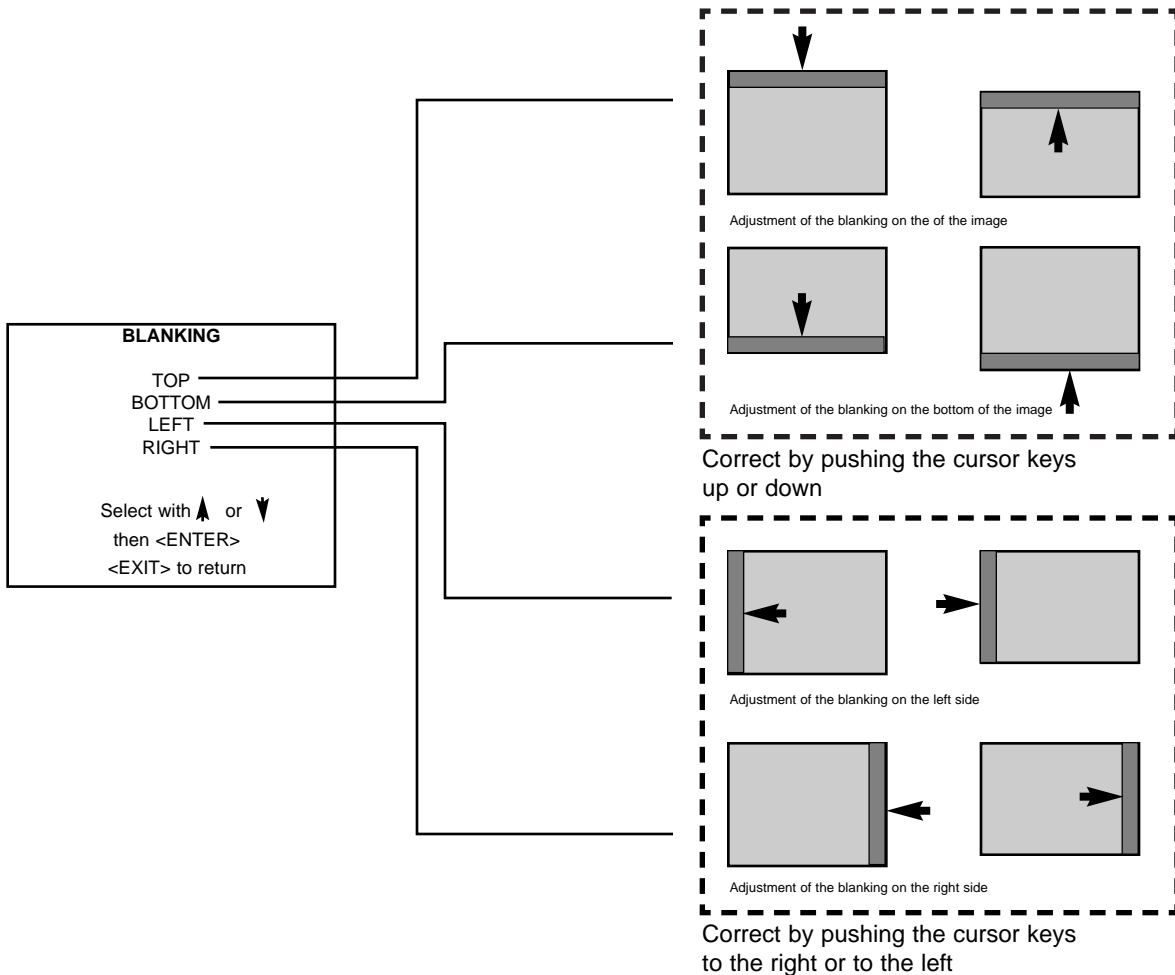 BLANKING
TOP
BOTTOM
LEFT
RIGHT
Select with or
then <ENTER>
<EXIT> to return
Adjustment of the blanking on the of the image
Adjustment of the blanking on the bottom of the image
Correct by pushing the cursor keys
up or down
Adjustment of the blanking on the left side
Adjustment of the blanking on the right side
Correct by pushing the cursor keys
to the right or to the left